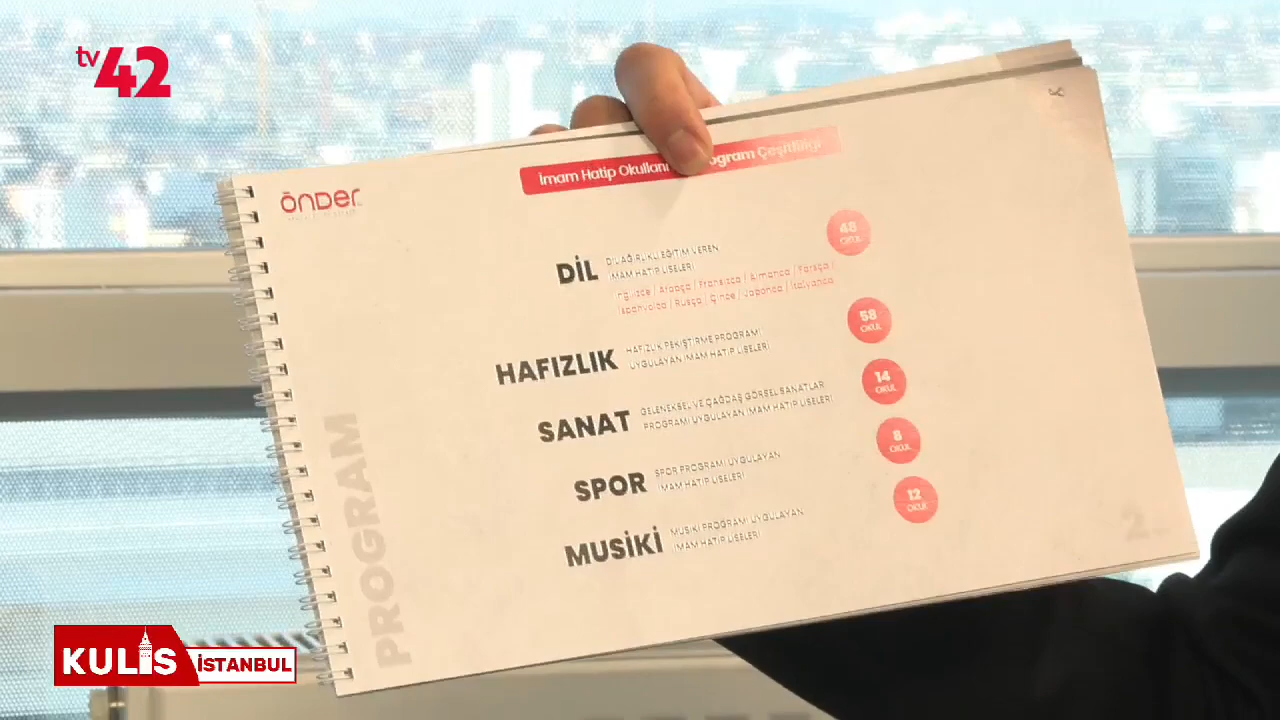 tv
42
İmam Hatip Okulları Program Çeşitliliği
ÖNDER
DİL
DİL AĞIRLIKLI EĞİTİM VEREN
İMAM HATİP LİSELERİ
İngilizce / Arapça / Fransızca / Almanca / Farsça /
İspanyolca / Rusça / Çince / Japonca / İtalyanca
48
OKUL
HAFIZLIK
HAFIZLIK PEKİŞTİRME PROGRAMI
UYGULAYAN İMAM HATİP LİSELERİ
58
OKUL
SANAT
GELENEKSEL VE ÇAĞDAŞ GÖRSEL SANATLAR
PROGRAMI UYGULAYAN İMAM HATİP LİSELERİ
14
OKUL
SPOR
SPOR PROGRAMI UYGULAYAN
İMAM HATİP LİSELERİ
8
OKUL
MUSİKİ
MUSİKİ PROGRAMI UYGULAYAN
İMAM HATİP LİSELERİ
12
OKUL
PROGRAM
KULİS
İSTANBUL